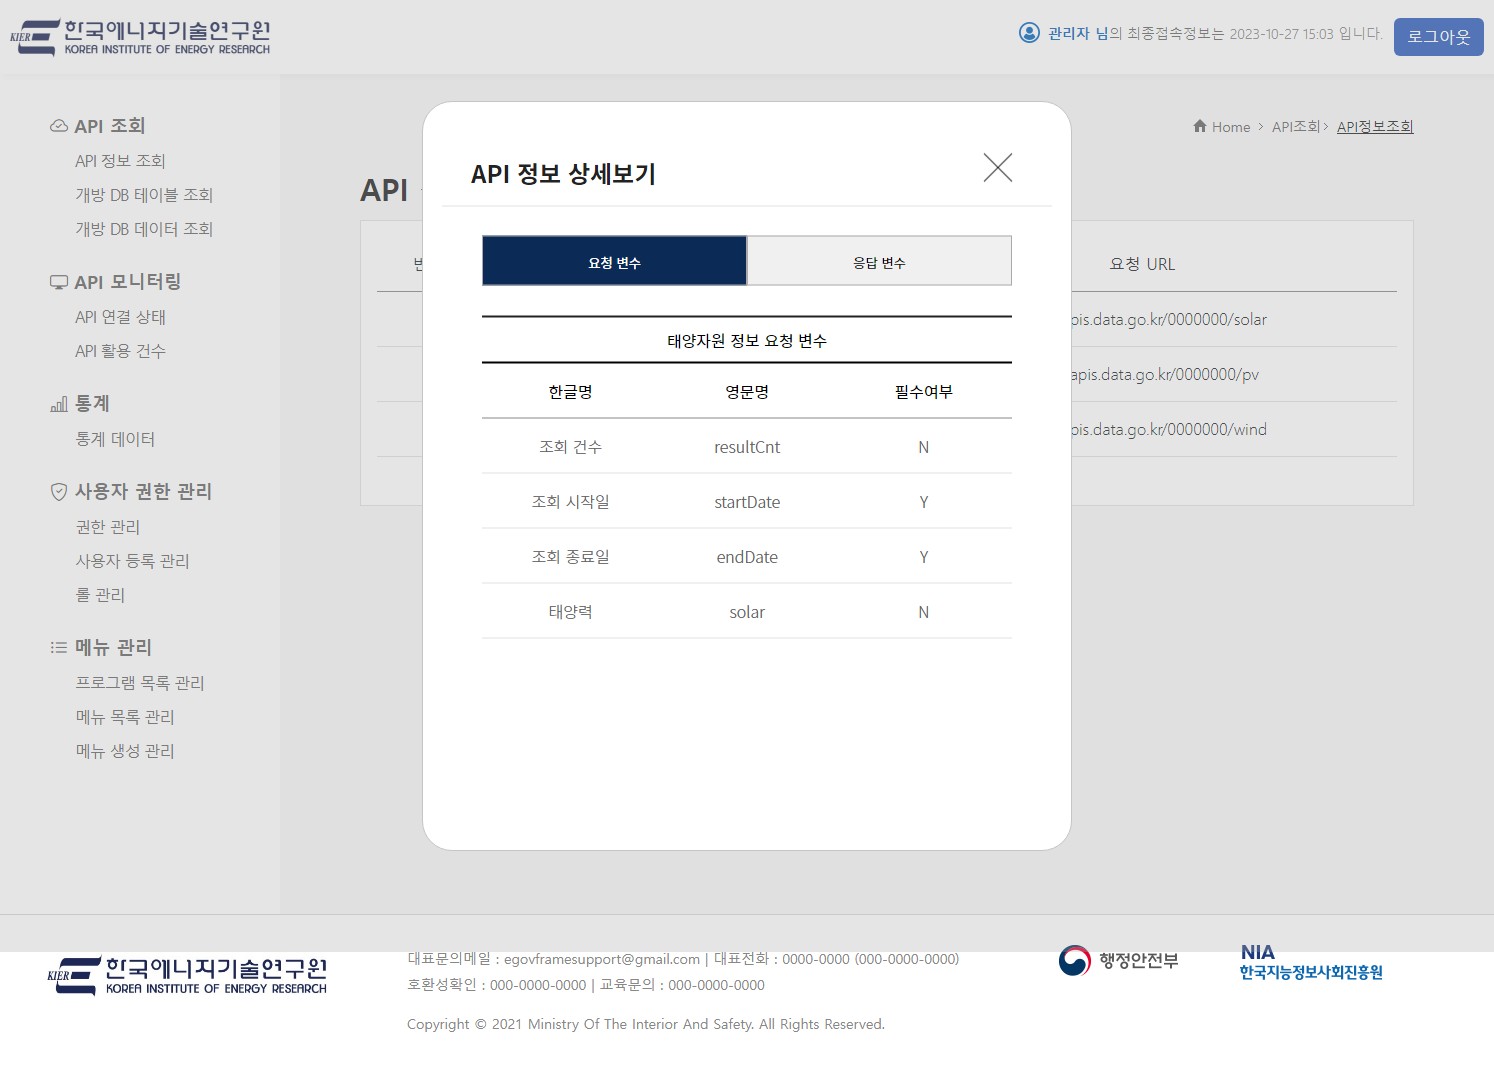 KIER 한국에너지기술연구원
KOREA INSTITUTE OF ENERGY RESEARCH
관리자 님의 최종접속정보는 2023-10-27 15:03 입니다.
로그아웃
API 조회
API 정보 조회
개방 DB 테이블 조회
개방 DB 데이터 조회
API 모니터링
API 연결 상태
API 활용 건수
통계
통계 데이터
사용자 권한 관리
권한 관리
사용자 등록 관리
롤 관리
메뉴 관리
프로그램 목록 관리
메뉴 목록 관리
메뉴 생성 관리
Home > API조회> API정보조회
API
요청 URL
pis.data.go.kr/0000000/solar
apis.data.go.kr/0000000/pv
pis.data.go.kr/0000000/wind
API 정보 상세보기
요청 변수 응답 변수
태양자원 정보 요청 변수
한글명 영문명 필수여부
조회 건수 resultCnt N
조회 시작일 startDate Y
조회 종료일 endDate Y
태양력 solar N
KIER 한국에너지기술연구원
KOREA INSTITUTE OF ENERGY RESEARCH
대표문의메일 : egovframesupport@gmail.com | 대표전화 : 0000-0000 (000-0000-0000)
호환성확인 : 000-0000-0000 | 교육문의 : 000-0000-0000
Copyright © 2021 Ministry Of The Interior And Safety. All Rights Reserved.
행정안전부
NIA
한국지능정보사회진흥원